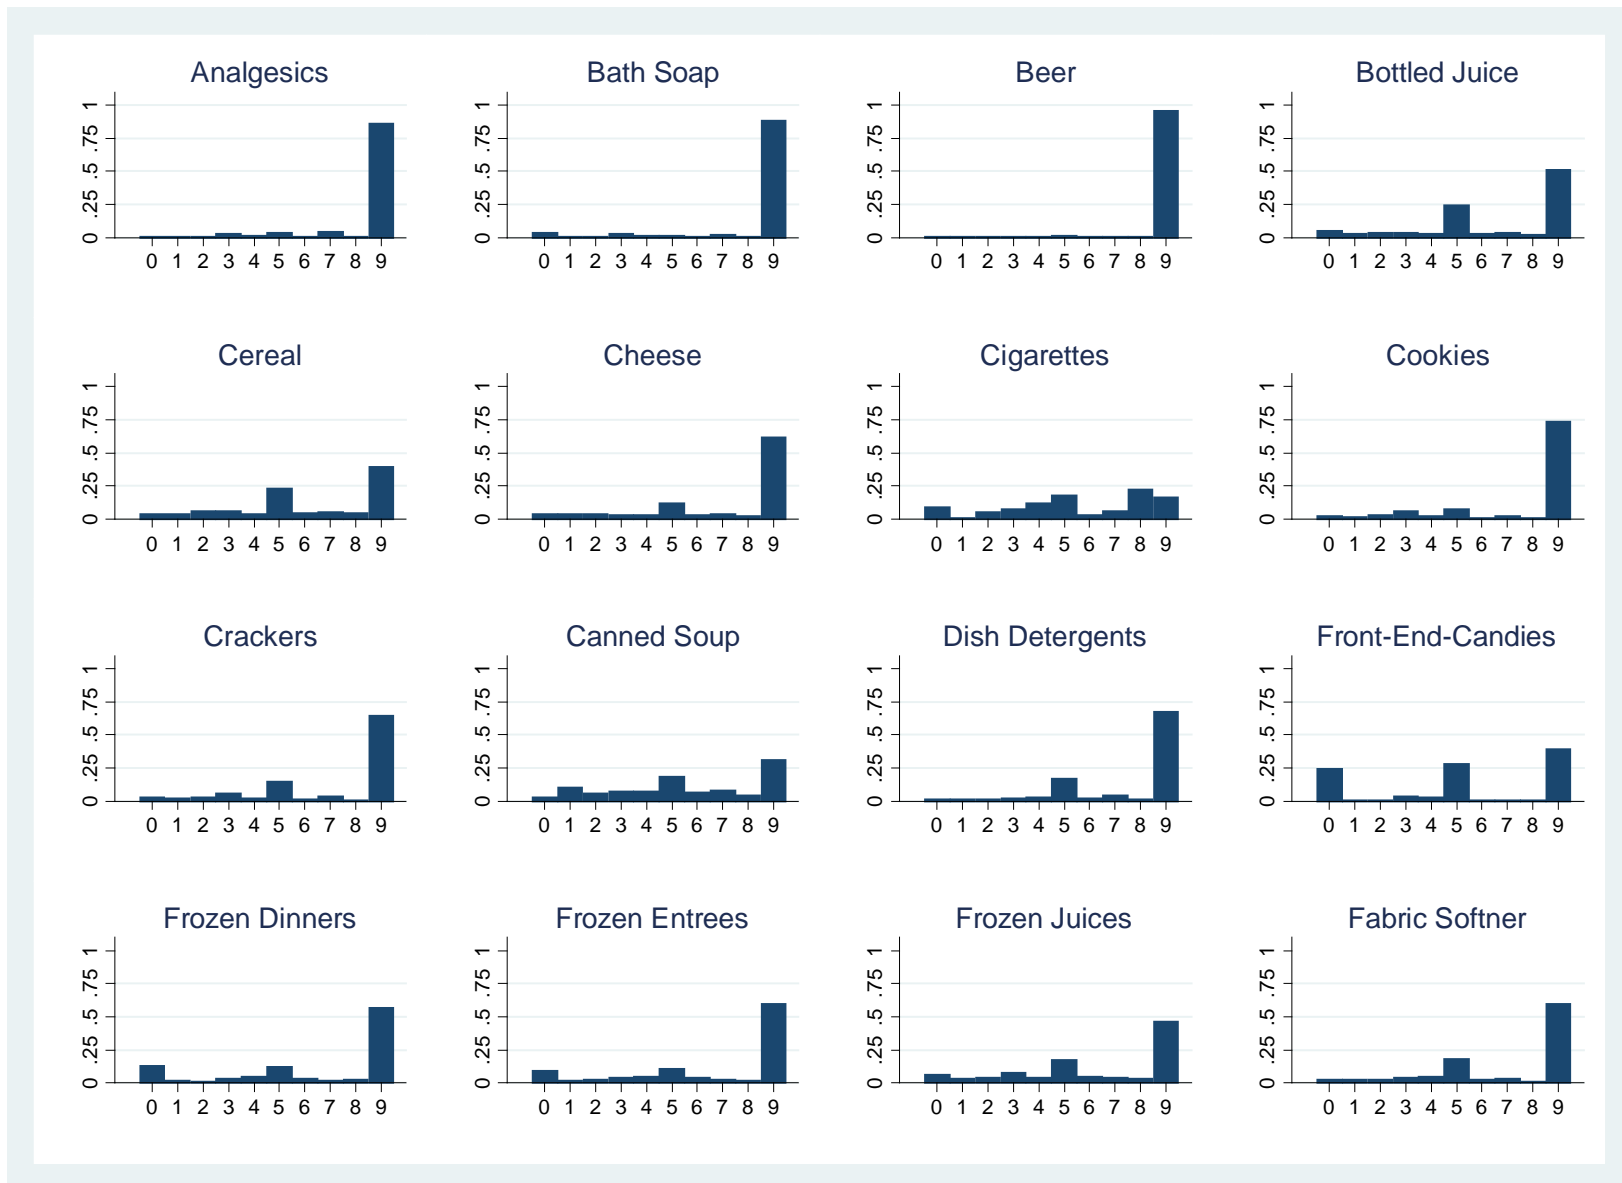 Analgesics Bath Soap Beer Bottled Juice
1 1 1 1
.75 .75 .75 .75
.5 .5 .5 .5
.25 .25 .25 .25
0 0 0 0
0 1 2 3 4 5 6 7 8 9 0 1 2 3 4 5 6 7 8 9 0 1 2 3 4 5 6 7 8 9 0 1 2 3 4 5 6 7 8 9
Cereal Cheese Cigarettes Cookies
1 1 1 1
.75 .75 .75 .75
.5 .5 .5 .5
.25 .25 .25 .25
0 0 0 0
0 1 2 3 4 5 6 7 8 9 0 1 2 3 4 5 6 7 8 9 0 1 2 3 4 5 6 7 8 9 0 1 2 3 4 5 6 7 8 9
Crackers Canned Soup Dish Detergents Front-End-Candies
1 1 1 1
.75 .75 .75 .75
.5 .5 .5 .5
.25 .25 .25 .25
0 0 0 0
0 1 2 3 4 5 6 7 8 9 0 1 2 3 4 5 6 7 8 9 0 1 2 3 4 5 6 7 8 9 0 1 2 3 4 5 6 7 8 9
Frozen Dinners Frozen Entrees Frozen Juices Fabric Softner
1 1 1 1
.75 .75 .75 .75
.5 .5 .5 .5
.25 .25 .25 .25
0 0 0 0
0 1 2 3 4 5 6 7 8 9 0 1 2 3 4 5 6 7 8 9 0 1 2 3 4 5 6 7 8 9 0 1 2 3 4 5 6 7 8 9